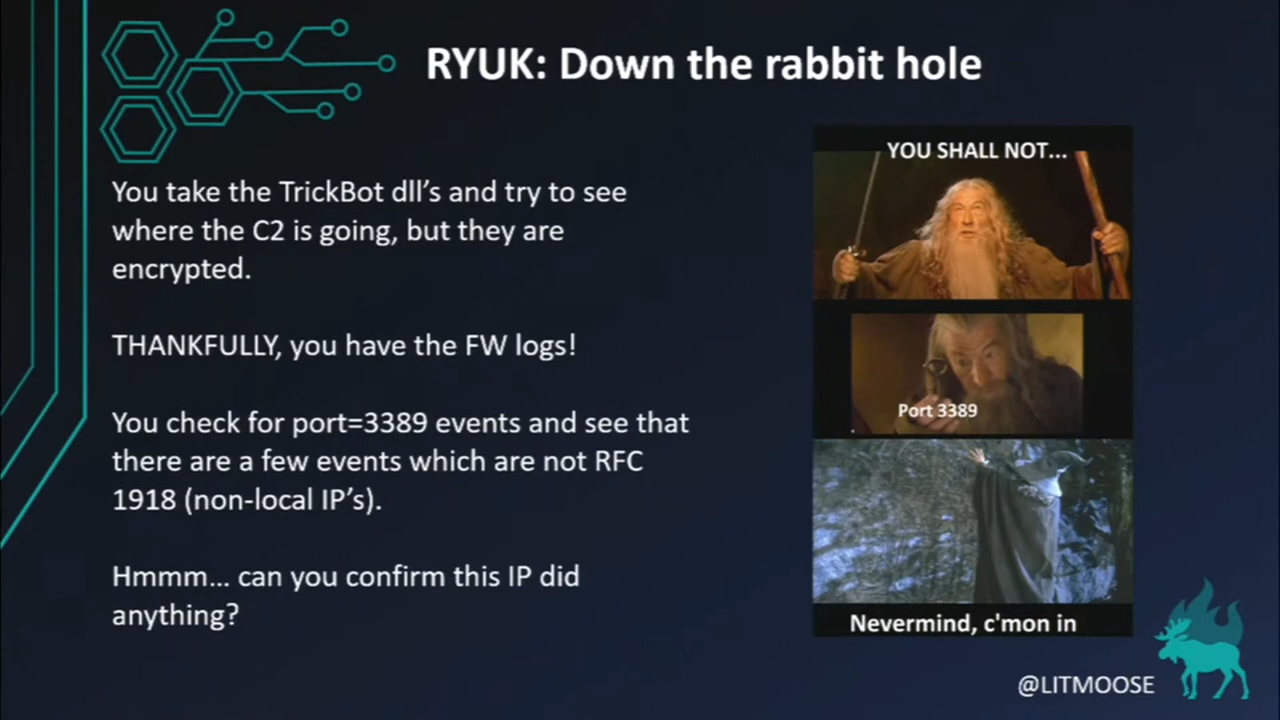 RYUK: Down the rabbit hole
You take the TrickBot dll's and try to see
where the C2 is going, but they are
encrypted.
THANKFULLY, you have the FW logs!
You check for port=3389 events and see that
there are a few events which are not RFC
1918 (non-local IP's).
Hmmm... can you confirm this IP did
anything?
YOU SHALL NOT...
Port 3389
Nevermind, c'mon in
@LITMOOSE